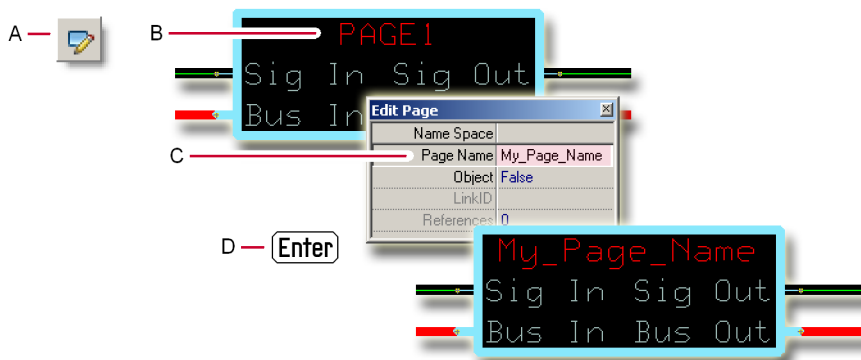 A
B
PAGE1
Sig In Sig Out
Bus In
Edit Page
Name Space
C
Page Name My_Page_Name
Object False
LinkID
References 0
D
Enter
My_Page_Name
Sig In Sig Out
Bus In Bus Out